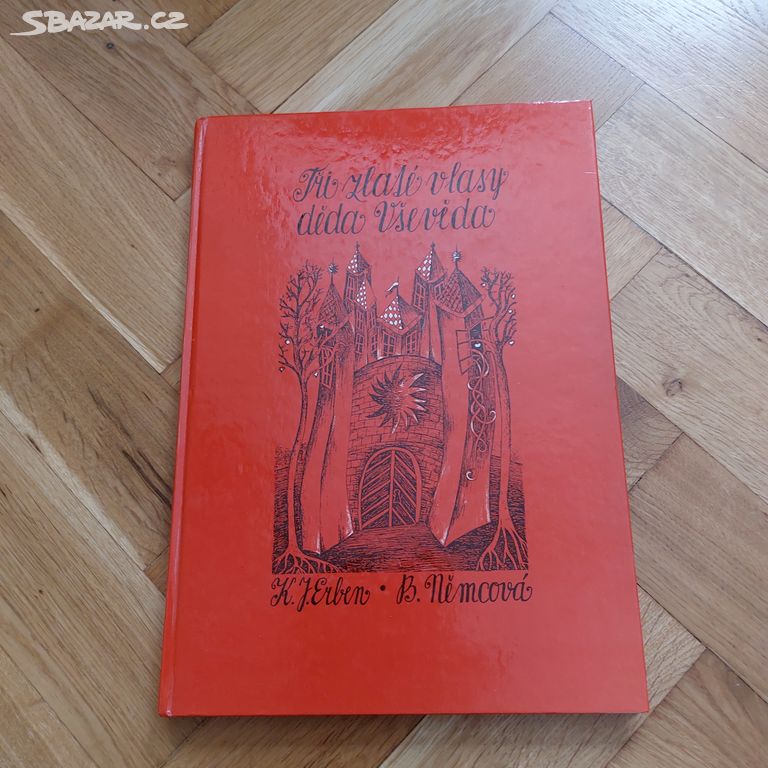 SBAZAR.CZ
Tři zlaté vlasy
děda Vševěda
K. J. Erben • B. Němcová